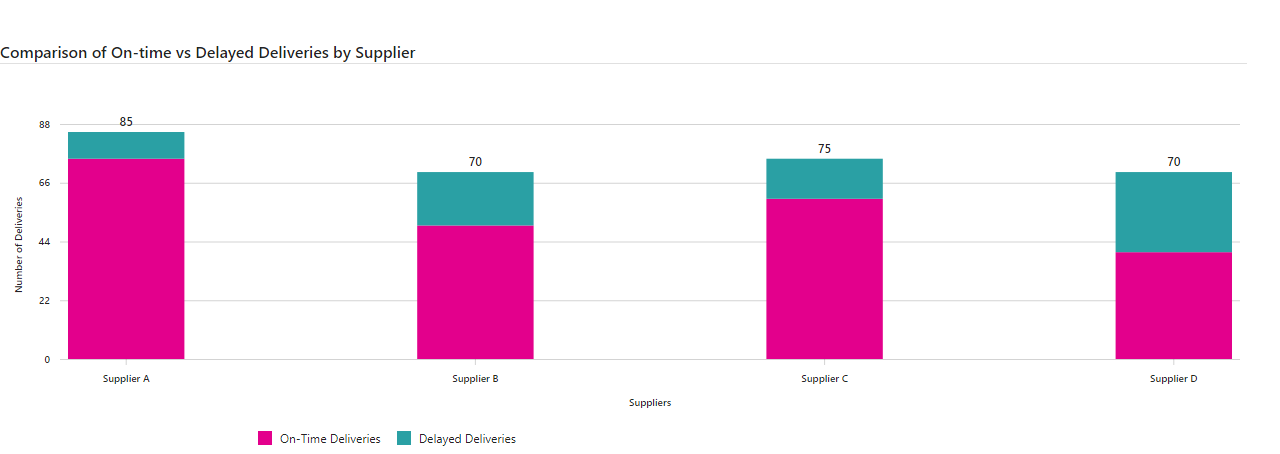 Comparison of On-time vs Delayed Deliveries by Supplier
88
66
44
22
0
Number of Deliveries
85
70
75
70
Supplier A
Supplier B
Supplier C
Supplier D
Suppliers
On-Time Deliveries
Delayed Deliveries